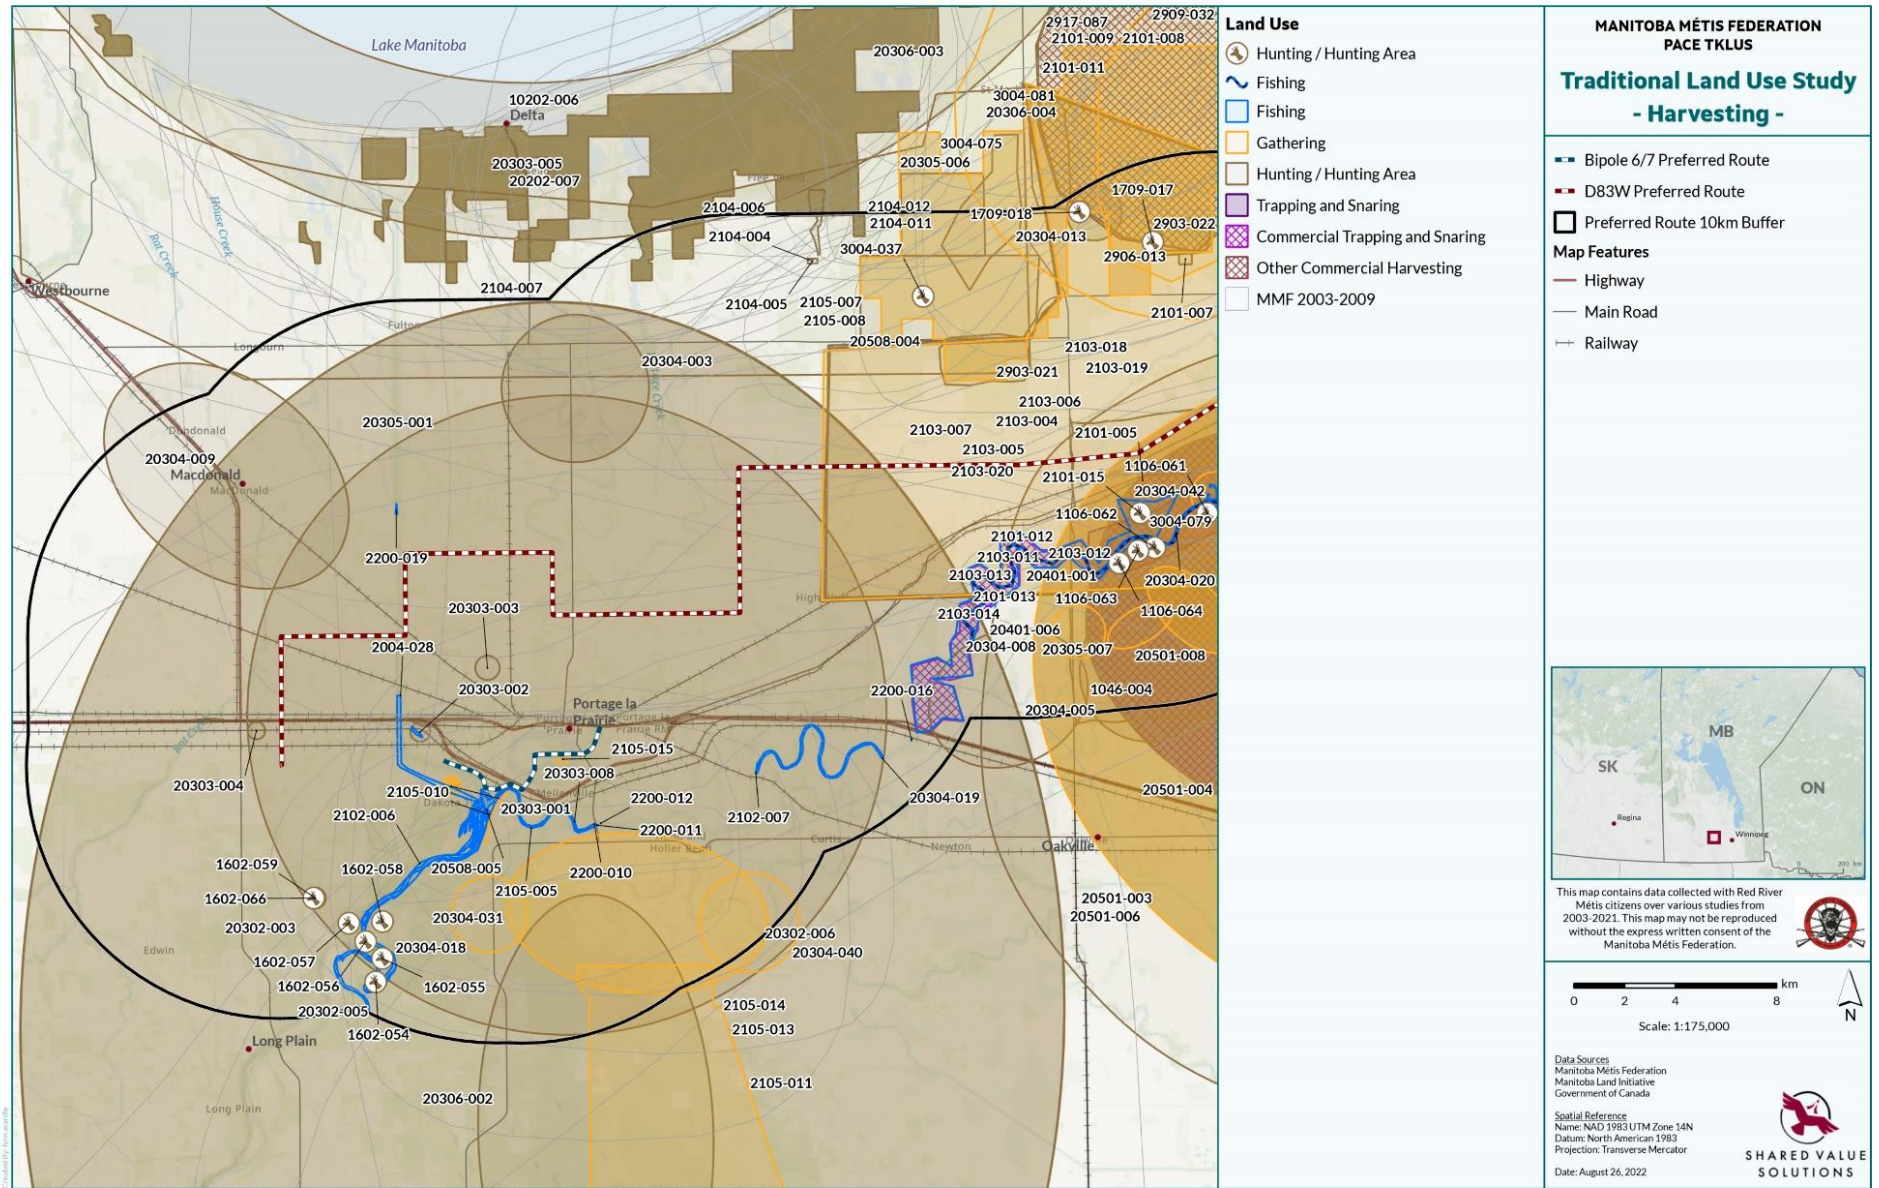 Lake Manitoba
20306-003
2917-087
2909-032
2101-009
2101-008
2101-011
10202-006
Delta
3004-081
20306-004
3004-075
20305-006
20303-005
20202-007
House Creek
Rat Creek
2104-006
2104-012
2104-011
1709-018
1709-017
2903-022
2104-004
3004-037
20304-013
2906-013
Westbourne
2104-007
2104-005
2105-007
2105-008
2101-007
Fulton
Longburn
20508-004
2103-018
20304-003
2903-021
2103-019
2103-006
20305-001
2103-004
2103-007
2101-005
Dundonald
20304-009
2103-005
Macdonald
MacDonald
2103-020
1106-061
2101-015
20304-042
1106-062
3004-079
2200-019
2101-012
2103-011
2103-012
2103-013
20401-001
20304-020
2101-013
1106-063
20303-003
2103-014
1106-064
20401-006
2004-028
20304-008
20305-007
20501-008
20303-002
2200-016
1046-004
Portage la
Prairie
20304-005
2105-015
20303-008
20303-004
2105-010
20501-004
Dakota
20303-001
2200-012
20304-019
2102-006
2200-011
2102-007
Curtis
Newton
Oakville
1602-059
1602-058
20508-005
2200-010
1602-066
2105-005
20501-003
20501-006
20302-003
20304-031
20302-006
Edwin
20304-018
20304-040
1602-057
1602-056
1602-055
20302-005
2105-014
1602-054
2105-013
Long Plain
2105-011
20306-002
Long Plain
Land Use
Hunting / Hunting Area
Fishing
Fishing
Gathering
Hunting / Hunting Area
Trapping and Snaring
Commercial Trapping and Snaring
Other Commercial Harvesting
MMF 2003-2009
MANITOBA MÉTIS FEDERATION
PACE TKLUS
Traditional Land Use Study
- Harvesting -
Bipole 6/7 Preferred Route
D83W Preferred Route
Preferred Route 10km Buffer
Map Features
Highway
Main Road
Railway
MB
SK
ON
Regina
Winnipeg
0 200 km
This map contains data collected with Red River
Métis citizens over various studies from
2003-2021. This map may not be reproduced
without the express written consent of the
Manitoba Métis Federation.
km
0 2 4 8
N
Scale: 1:175,000
Data Sources
Manitoba Métis Federation
Manitoba Land Initiative
Government of Canada
Spatial Reference
Name: NAD 1983 UTM Zone 14N
Datum: North American 1983
Projection: Transverse Mercator
Date: August 26, 2022
SHARED VALUE
SOLUTIONS